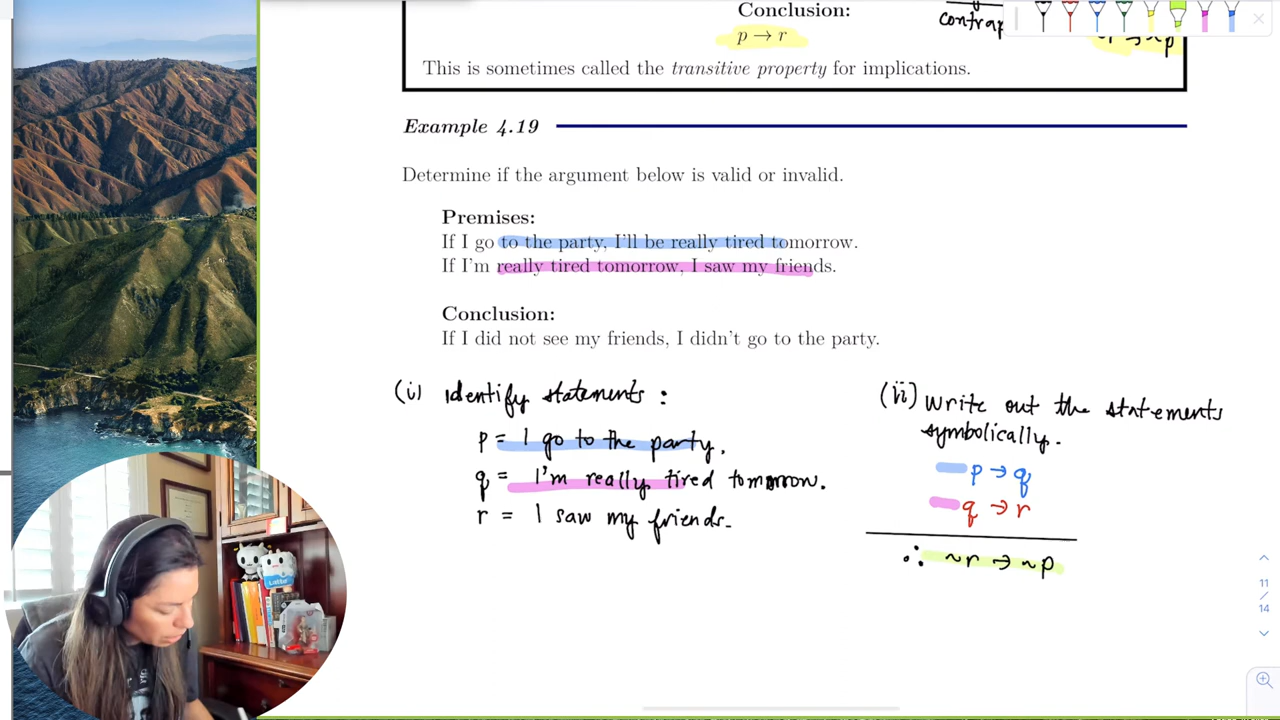 Conclusion:
p → r
contrap
~p
This is sometimes called the transitive property for implications.
Example 4.19
Determine if the argument below is valid or invalid.
Premises:
If I go to the party, I'll be really tired tomorrow.
If I'm really tired tomorrow, I saw my friends.
Conclusion:
If I did not see my friends, I didn't go to the party.
(i) identify statements :
p = I go to the party.
q = I'm really tired tomorrow.
r = I saw my friends.
(ii) write out the statements
symbolically.
p → q
q → r
∴ ~r → ~p
11
/
14